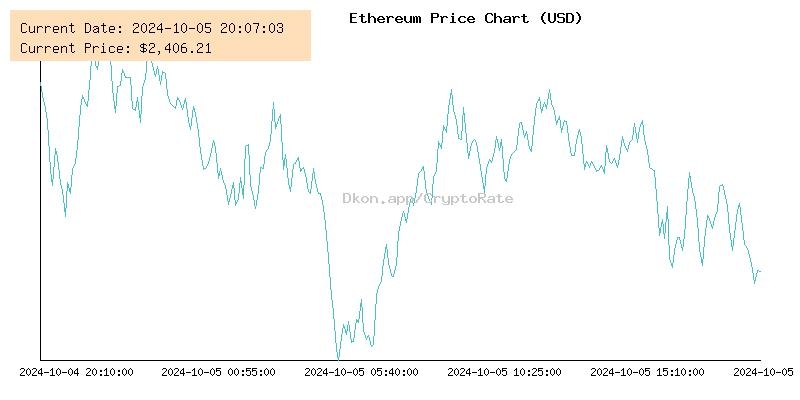 Ethereum Price Chart (USD)
Current Date: 2024-10-05 20:07:03
Current Price: $2,406.21
Dkon.app/CryptoRate
2024-10-04 20:10:00
2024-10-05 00:55:00
2024-10-05 05:40:00
2024-10-05 10:25:00
2024-10-05 15:10:00
2024-10-05